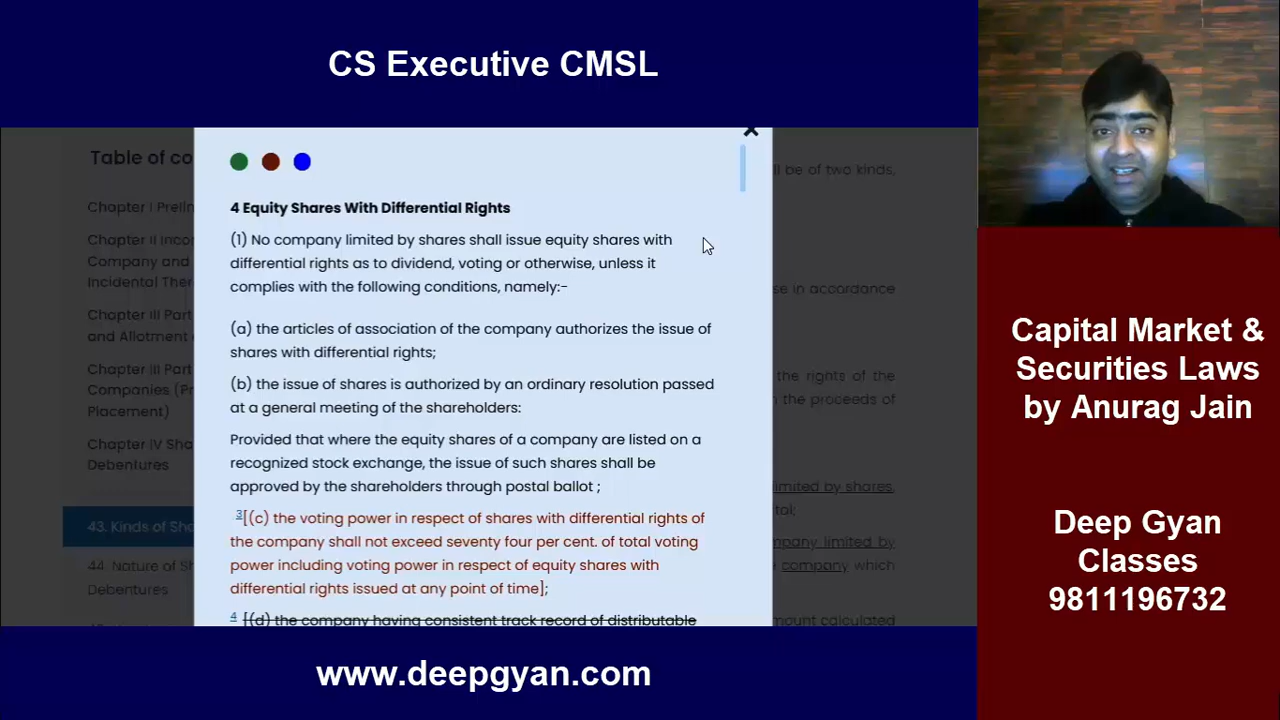 CS Executive CMSL
Table of co
Chapter I Prelin
Chapter II Inco
Company and
Incidental Ther
Chapter III Part
and Allotment
Chapter III Part
Companies (Pr
Placement)
Chapter IV Sha
Debentures
43. Kinds of Sha
44. Nature of Sh
Debentures
4 Equity Shares With Differential Rights
(1) No company limited by shares shall issue equity shares with
differential rights as to dividend, voting or otherwise, unless it
complies with the following conditions, namely:-
(a) the articles of association of the company authorizes the issue of
shares with differential rights;
(b) the issue of shares is authorized by an ordinary resolution passed
at a general meeting of the shareholders:
Provided that where the equity shares of a company are listed on a
recognized stock exchange, the issue of such shares shall be
approved by the shareholders through postal ballot ;
3[(c) the voting power in respect of shares with differential rights of
the company shall not exceed seventy four per cent. of total voting
power including voting power in respect of equity shares with
differential rights issued at any point of time];
4 [(d) the company having consistent track record of distributable
ll be of two kinds,
se in accordance
the rights of the
n the proceeds of
limited by shares,
tal;
mpany limited by
company which
mount calculated
Capital Market &
Securities Laws
by Anurag Jain
Deep Gyan
Classes
9811196732
www.deepgyan.com